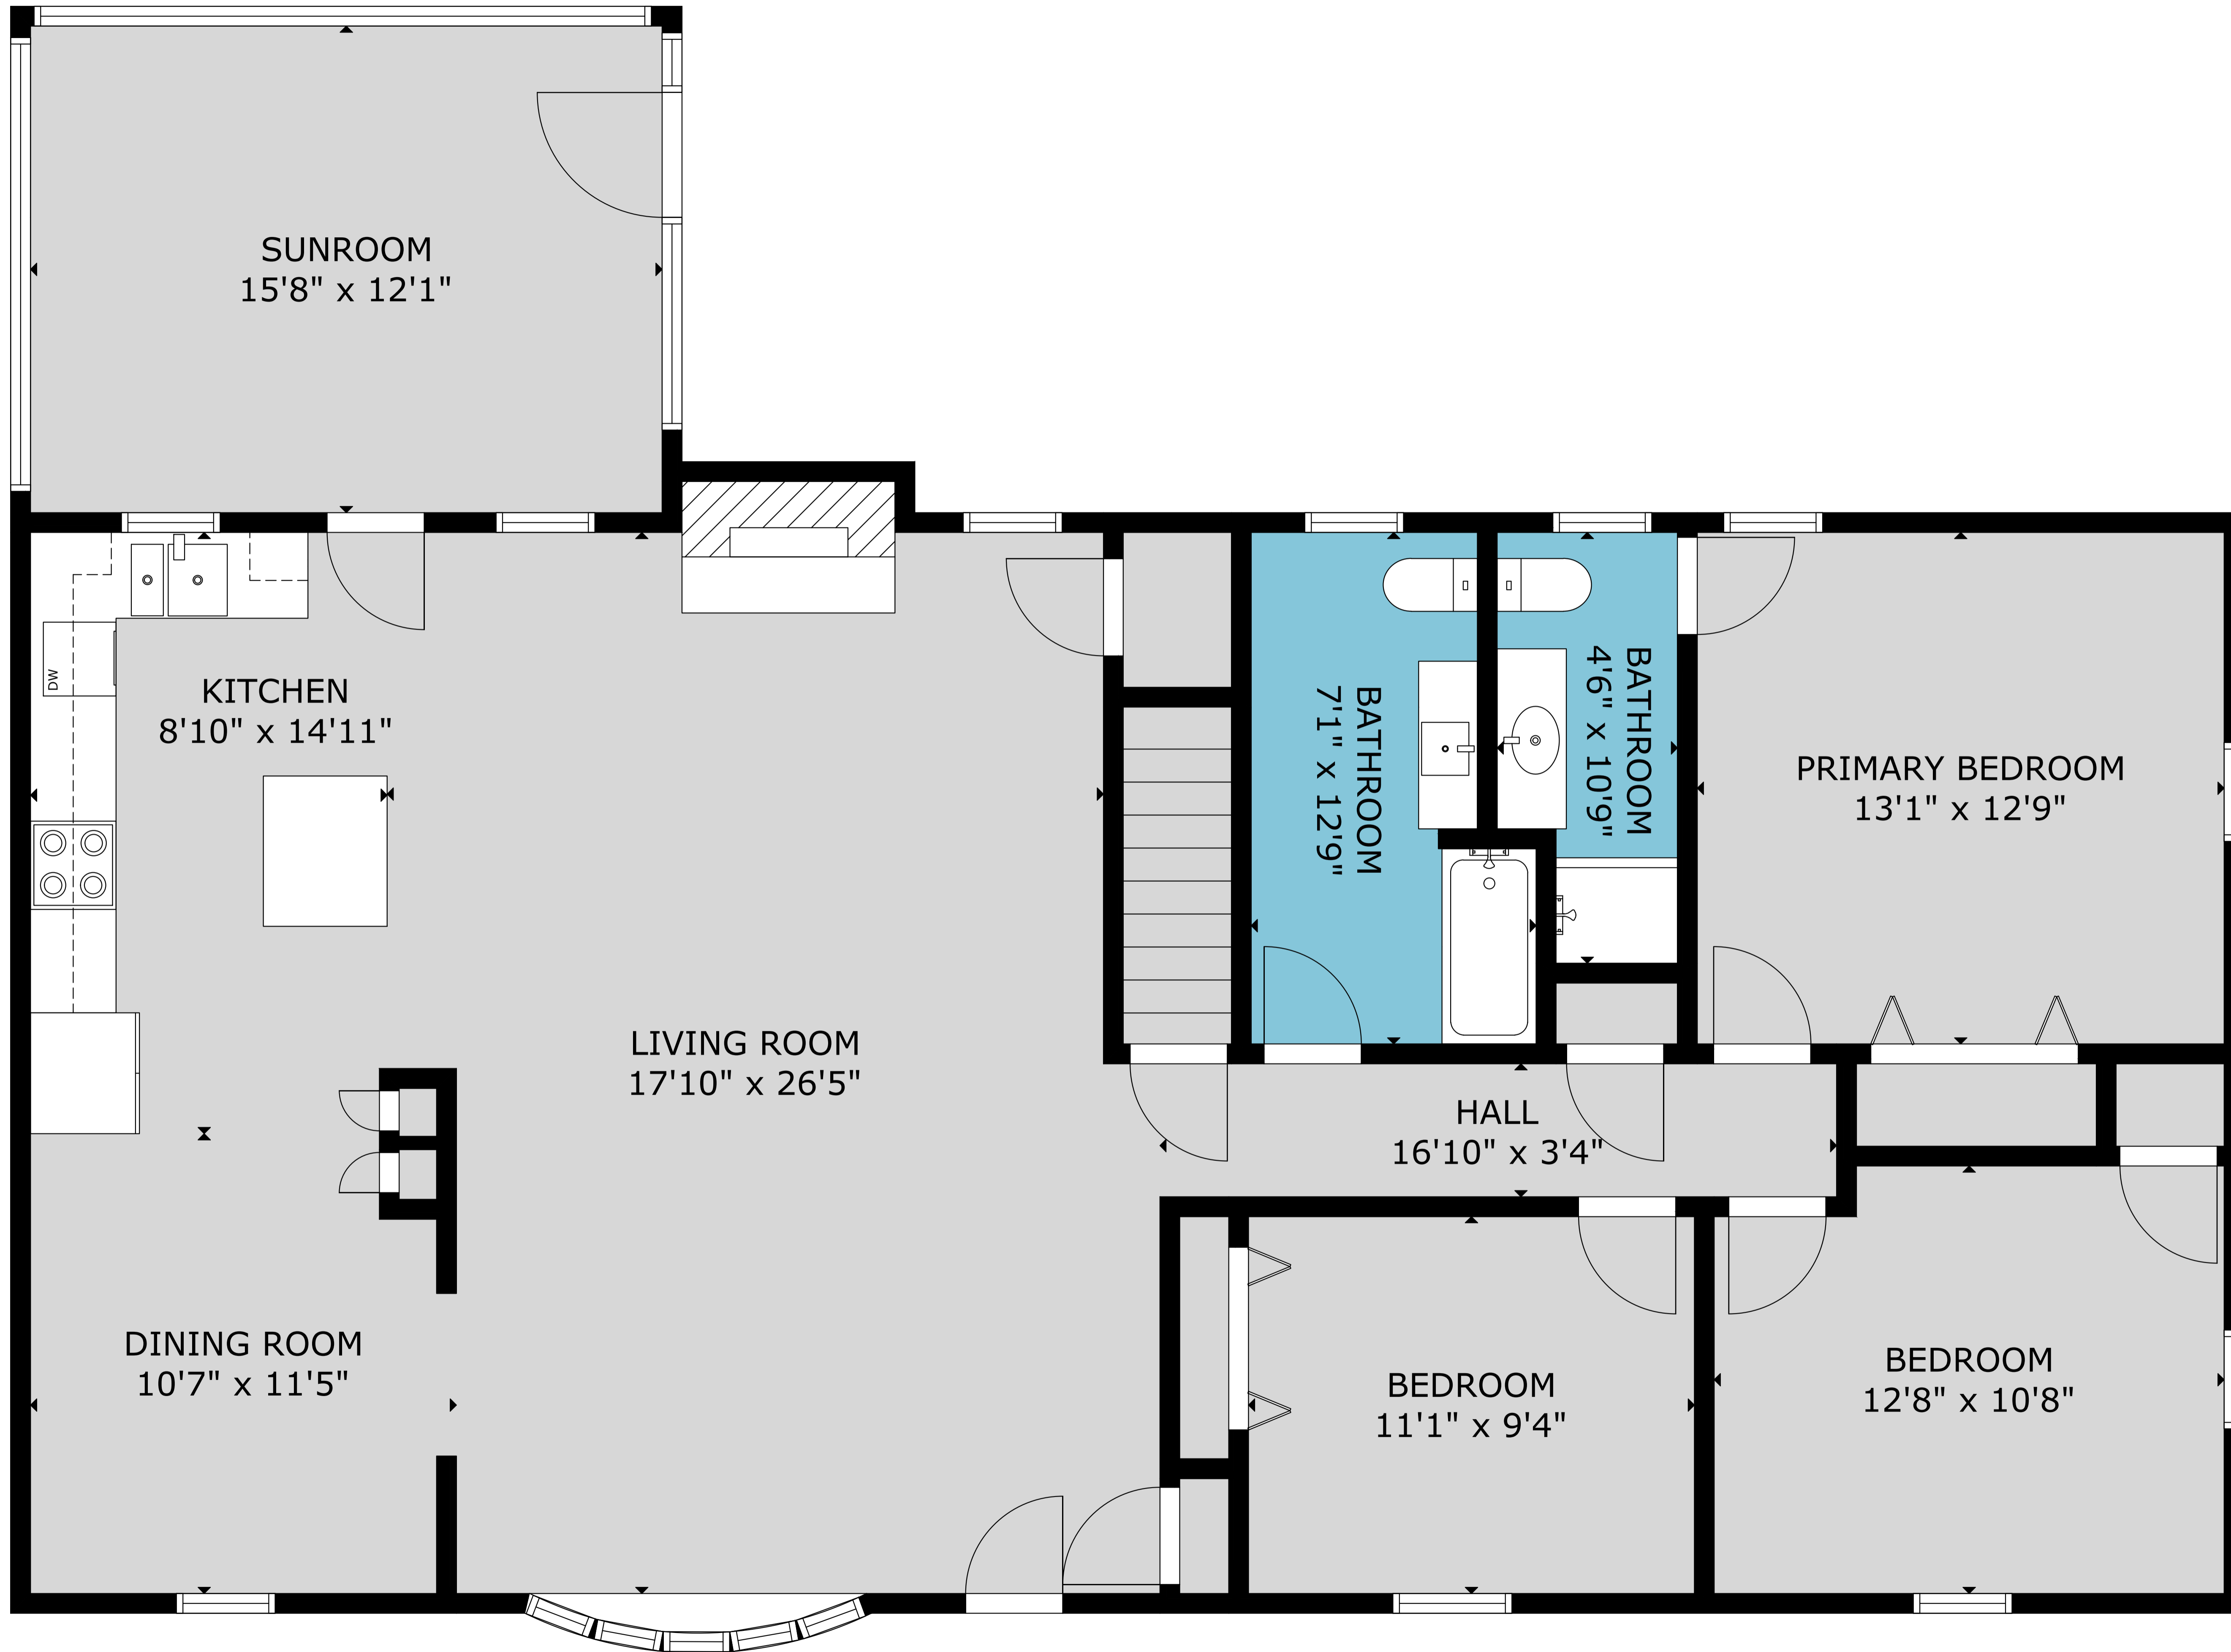 SUNROOM
15'8" x 12'1"
DW
KITCHEN
8'10" x 14'11"
BATHROOM
7'1" x 12'9"
BATHROOM
4'6" x 10'9"
PRIMARY BEDROOM
13'1" x 12'9"
LIVING ROOM
17'10" x 26'5"
HALL
16'10" x 3'4"
DINING ROOM
10'7" x 11'5"
BEDROOM
11'1" x 9'4"
BEDROOM
12'8" x 10'8"